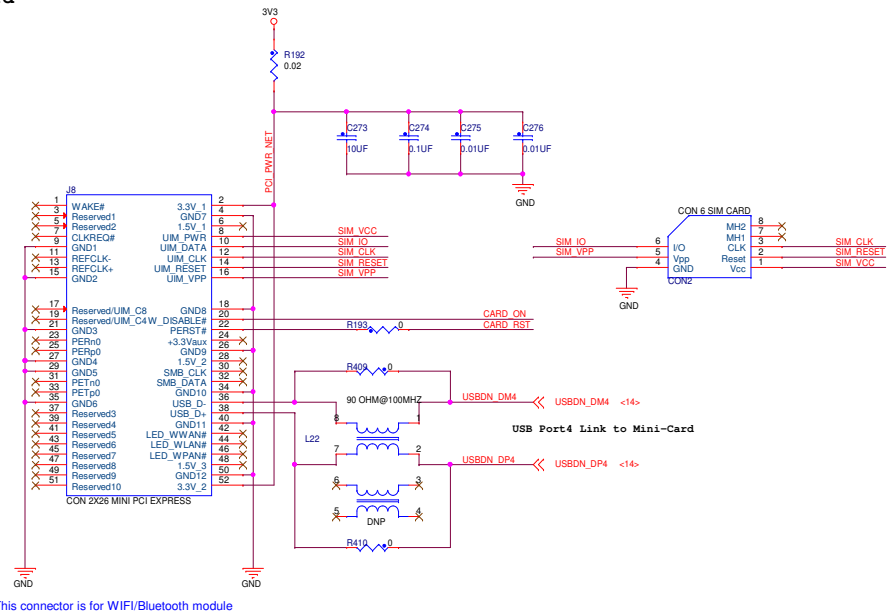 3V3
R192
0.02
PCI_PWR_NET
C273
10UF
C274
0.1UF
C275
0.01UF
C276
0.01UF
GND
J8
1 WAKE# 3.3V_1 2
3 Reserved1 GND7 4
5 Reserved2 1.5V_1 6
7 CLKREQ# UIM_PWR 8 SIM_VCC
9 GND1 UIM_DATA 10 SIM_IO
11 REFCLK- UIM_CLK 12 SIM_CLK
13 REFCLK+ UIM_RESET 14 SIM_RESET
15 GND2 UIM_VPP 16 SIM_VPP
17 Reserved/UIM_C8 GND8 18
19 Reserved/UIM_C4 W_DISABLE# 20 CARD_ON
21 GND3 PERST# 22 R193 0 CARD_RST
23 PERn0 +3.3Vaux 24
25 PERp0 GND9 26
27 GND4 1.5V_2 28
29 GND5 SMB_CLK 30
31 PETn0 SMB_DATA 32
33 PETp0 GND10 34
35 GND6 USB_D- 36
37 Reserved3 USB_D+ 38
39 Reserved4 GND11 40
41 Reserved5 LED_WWAN# 42
43 Reserved6 LED_WLAN# 44
45 Reserved7 LED_WPAN# 46
47 Reserved8 1.5V_3 48
49 Reserved9 GND12 50
51 Reserved10 3.3V_2 52
CON 2X26 MINI PCI EXPRESS
GND
GND
CON 6 SIM CARD
MH2 8
MH1 7
SIM_IO 6 I/O CLK 3 SIM_CLK
SIM_VPP 5 Vpp Reset 2 SIM_RESET
4 GND Vcc 1 SIM_VCC
CON2
GND
R409 0
90 OHM@100MHZ
USBDN_DM4 USBDN_DM4 <14>
8 1
USB Port4 Link to Mini-Card
L22
7 2
USBDN_DP4 USBDN_DP4 <14>
6 3
5 4
DNP
R410 0
This connector is for WIFI/Bluetooth module